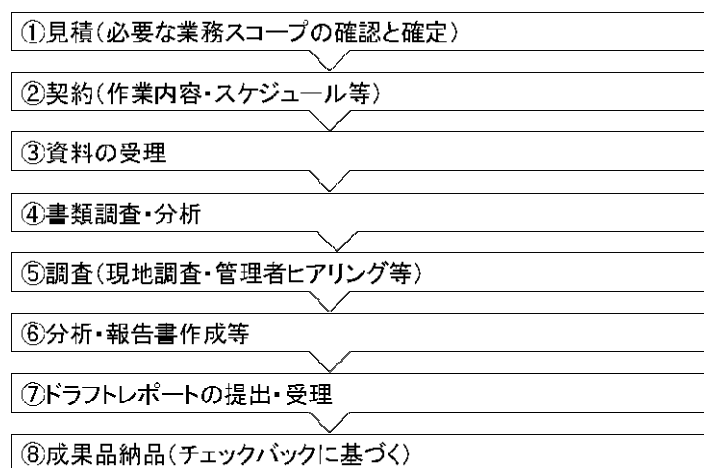 ①見積(必要な業務スコープの確認と確定)
②契約(作業内容・スケジュール等)
③資料の受理
④書類調査・分析
⑤調査(現地調査・管理者ヒアリング等)
⑥分析・報告書作成等
⑦ドラフトレポートの提出・受理
⑧成果品納品(チェックバックに基づく)